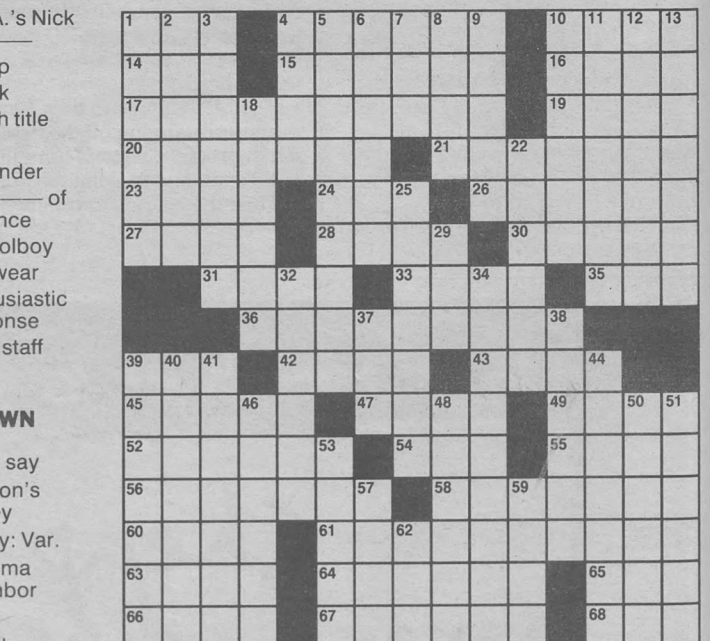 A.'s Nick
p
k
h title
nder
— of
nce
olboy
wear
usiastic
onse
staff
WN
say
on's
y
y: Var.
ma
nbor
1 2 3 4 5 6 7 8 9 10 11 12 13
14 15 16
17 18 19
20 21 22
23 24 25 26
27 28 29 30
31 32 33 34 35
36 37 38
39 40 41 42 43 44
45 46 47 48 49 50 51
52 53 54 55
56 57 58 59
60 61 62
63 64 65
66 67 68